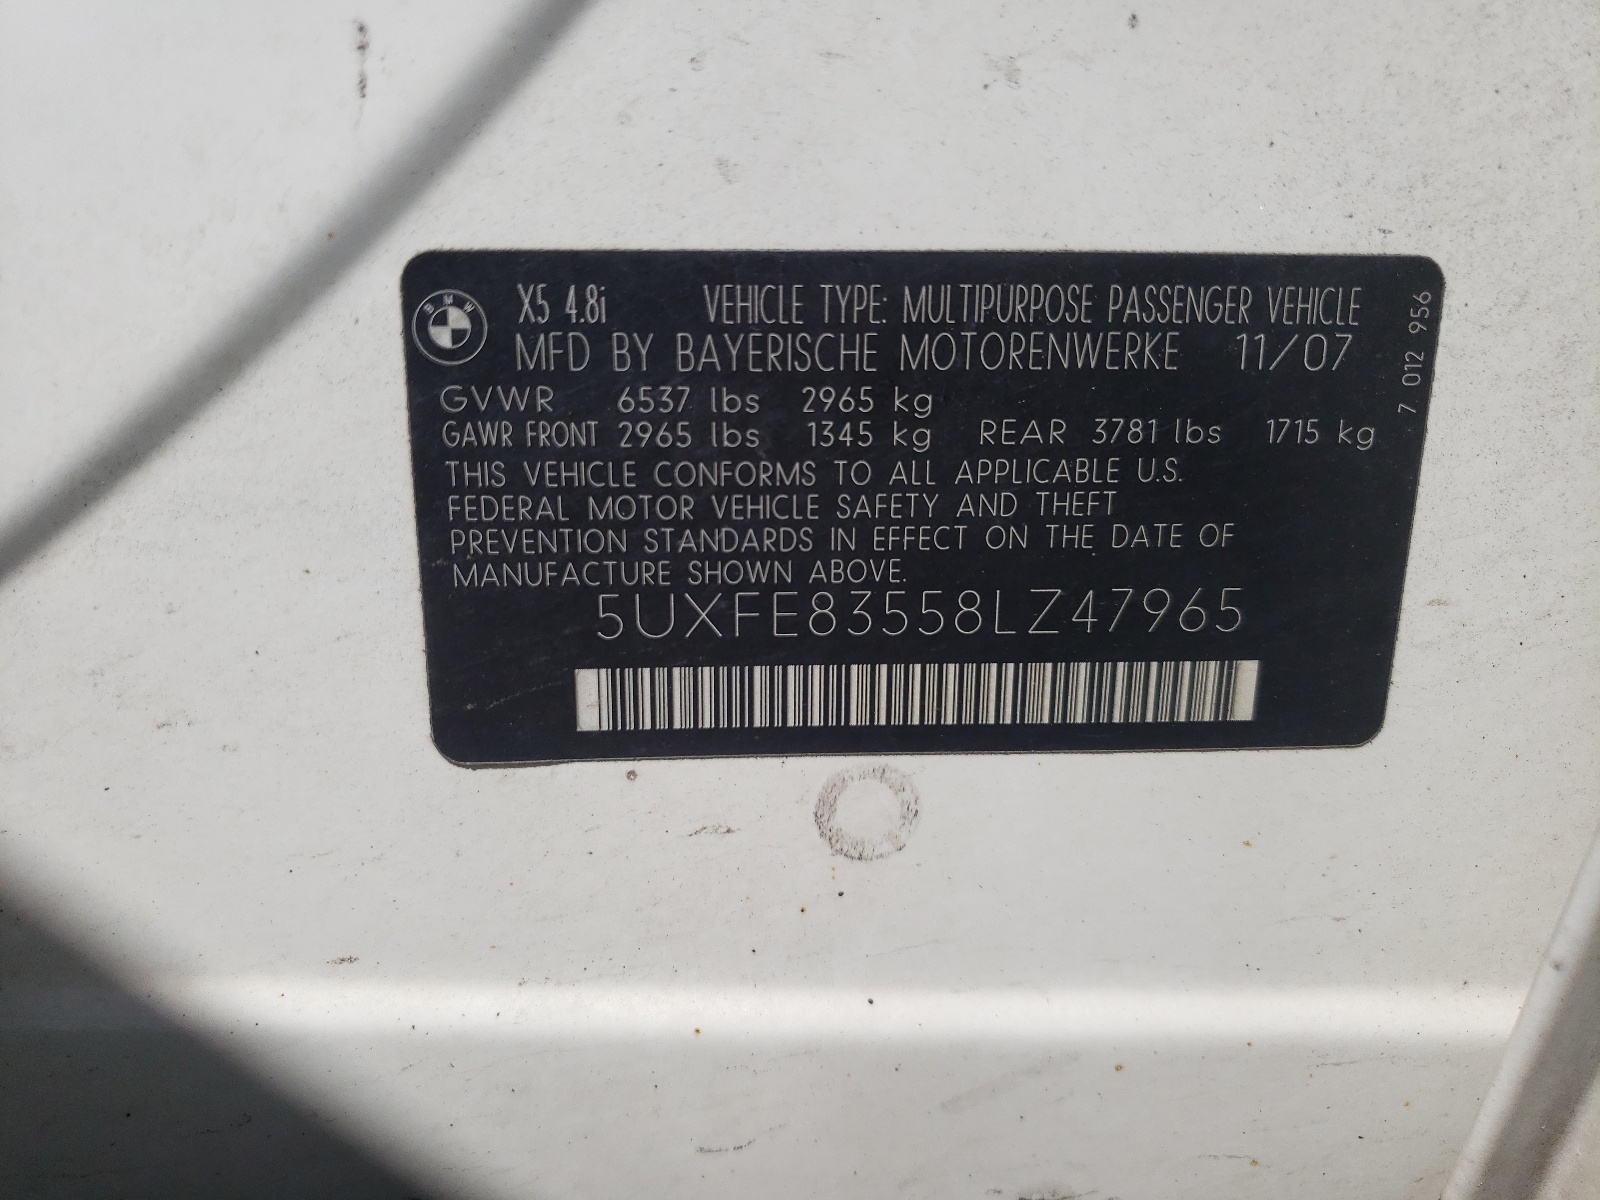 BMW
X5 4.8i VEHICLE TYPE: MULTIPURPOSE PASSENGER VEHICLE
MFD BY BAYERISCHE MOTORENWERKE 11/07
GVWR 6537 lbs 2965 kg
GAWR FRONT 2965 lbs 1345 kg REAR 3781 lbs 1715 kg
THIS VEHICLE CONFORMS TO ALL APPLICABLE U.S.
FEDERAL MOTOR VEHICLE SAFETY AND THEFT
PREVENTION STANDARDS IN EFFECT ON THE DATE OF
MANUFACTURE SHOWN ABOVE.
5UXFE83558LZ47965
7 012 956